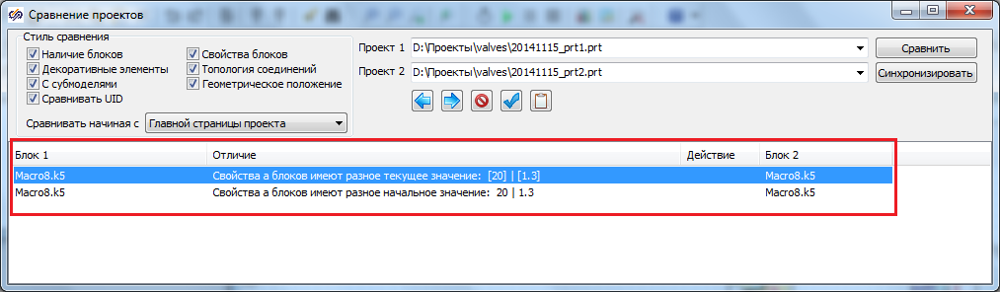 Сравнение проектов
Стиль сравнения
Наличие блоков
Свойства блоков
Декоративные элементы
Топология соединений
С субмоделями
Геометрическое положение
Сравнивать UID
Сравнивать начиная с Главной страницы проекта
Проект 1 D:\Проекты\valves\20141115_prt1.prt Сравнить
Проект 2 D:\Проекты\valves\20141115_prt2.prt Синхронизировать
Блок 1 Отличие Действие Блок 2
Macro8.k5 Свойства a блоков имеют разное текущее значение: [20] | [1.3] Macro8.k5
Macro8.k5 Свойства a блоков имеют разное начальное значение: 20 | 1.3 Macro8.k5